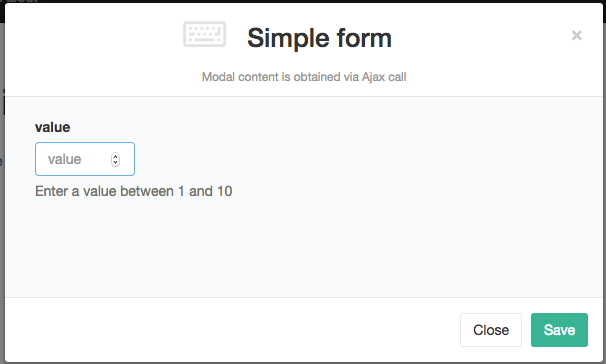 Simple form
×
Modal content is obtained via Ajax call
value
value
Enter a value between 1 and 10
Close
Save